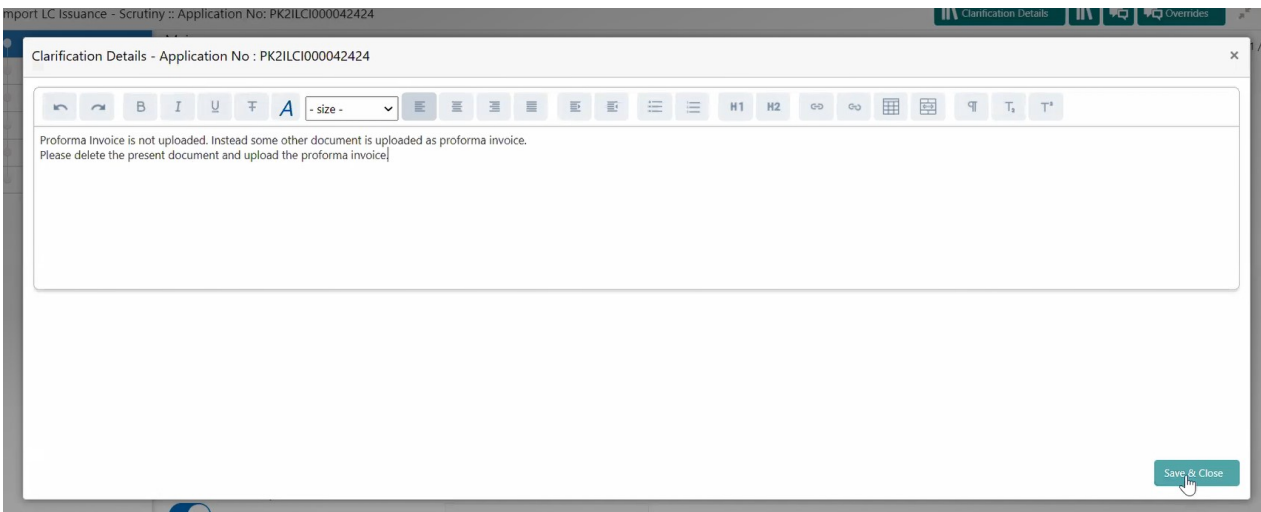 mport LC Issuance - Scrutiny :: Application No: PK2ILCI000042424
Clarification Details
Overrides
Clarification Details - Application No : PK2ILCI000042424
×
B I U T A - size - H1 H2 ¶
Proforma Invoice is not uploaded. Instead some other document is uploaded as proforma invoice.
Please delete the present document and upload the proforma invoice.
Save & Close